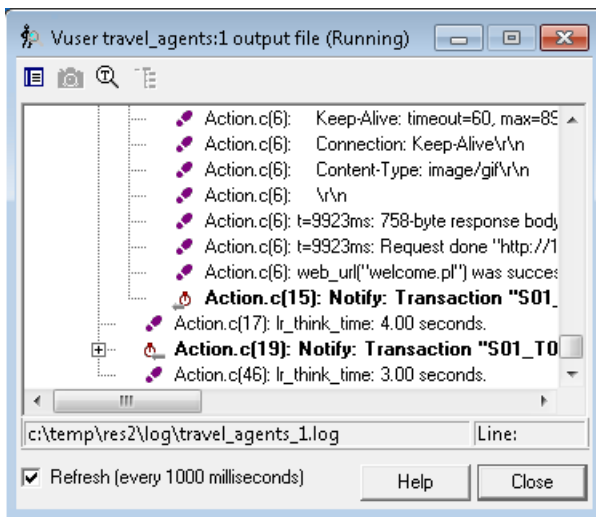 Vuser travel_agents:1 output file (Running)
Action.c(6): Keep-Alive: timeout=60, max=89
Action.c(6): Connection: Keep-Alive\r\n
Action.c(6): Content-Type: image/gif\r\n
Action.c(6): \r\n
Action.c(6): t=9923ms: 758-byte response body
Action.c(6): t=9923ms: Request done "http://1
Action.c(6): web_url("welcome.pl") was succes
Action.c(15): Notify: Transaction "S01_
Action.c(17): lr_think_time: 4.00 seconds.
Action.c(19): Notify: Transaction "S01_T0
Action.c(46): lr_think_time: 3.00 seconds.
c:\temp\res2\log\travel_agents_1.log Line:
Refresh (every 1000 milliseconds) Help Close